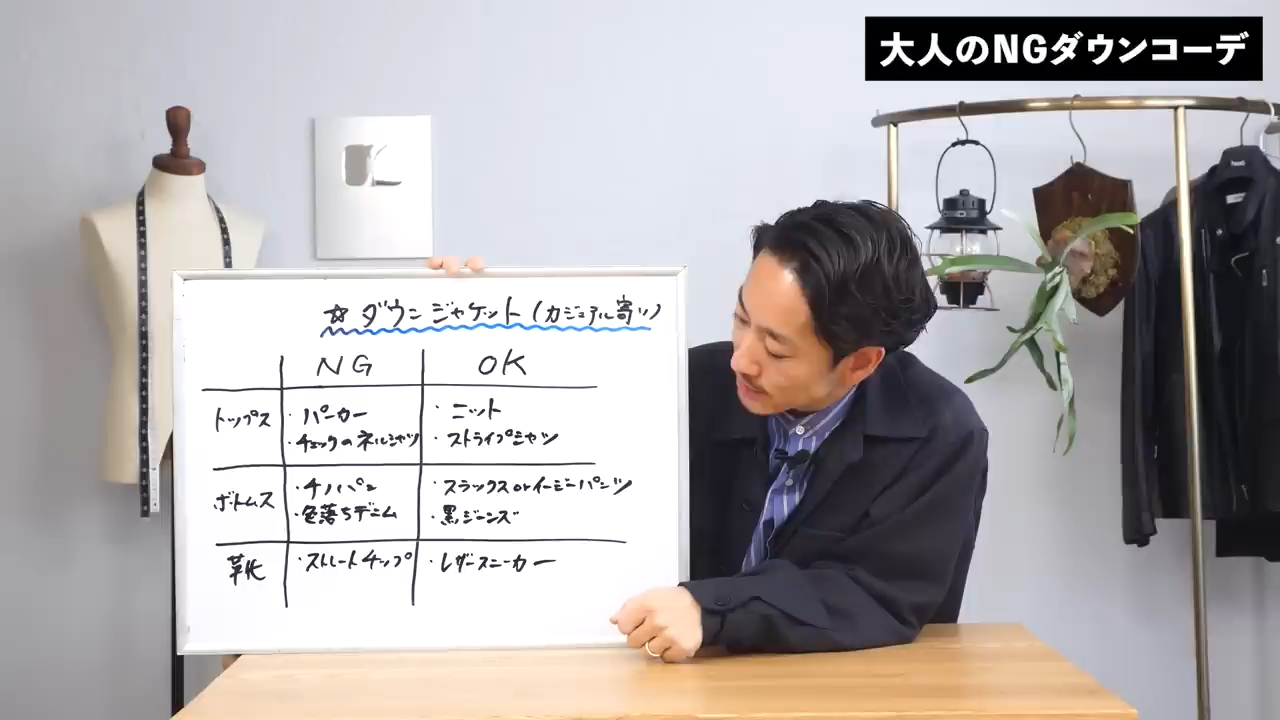 大人のNGダウンコーデ
☆ ダウンジャケット (カジュアル寄り)
NG OK
トップス ・パーカー ・ニット
・チェックのネルシャツ ・ストライプシャツ
ボトムス ・チノパン ・スラックスorイージーパンツ
・色落ちデニム ・黒ジーンズ
革靴 ・ストレートチップ ・レザースニーカー